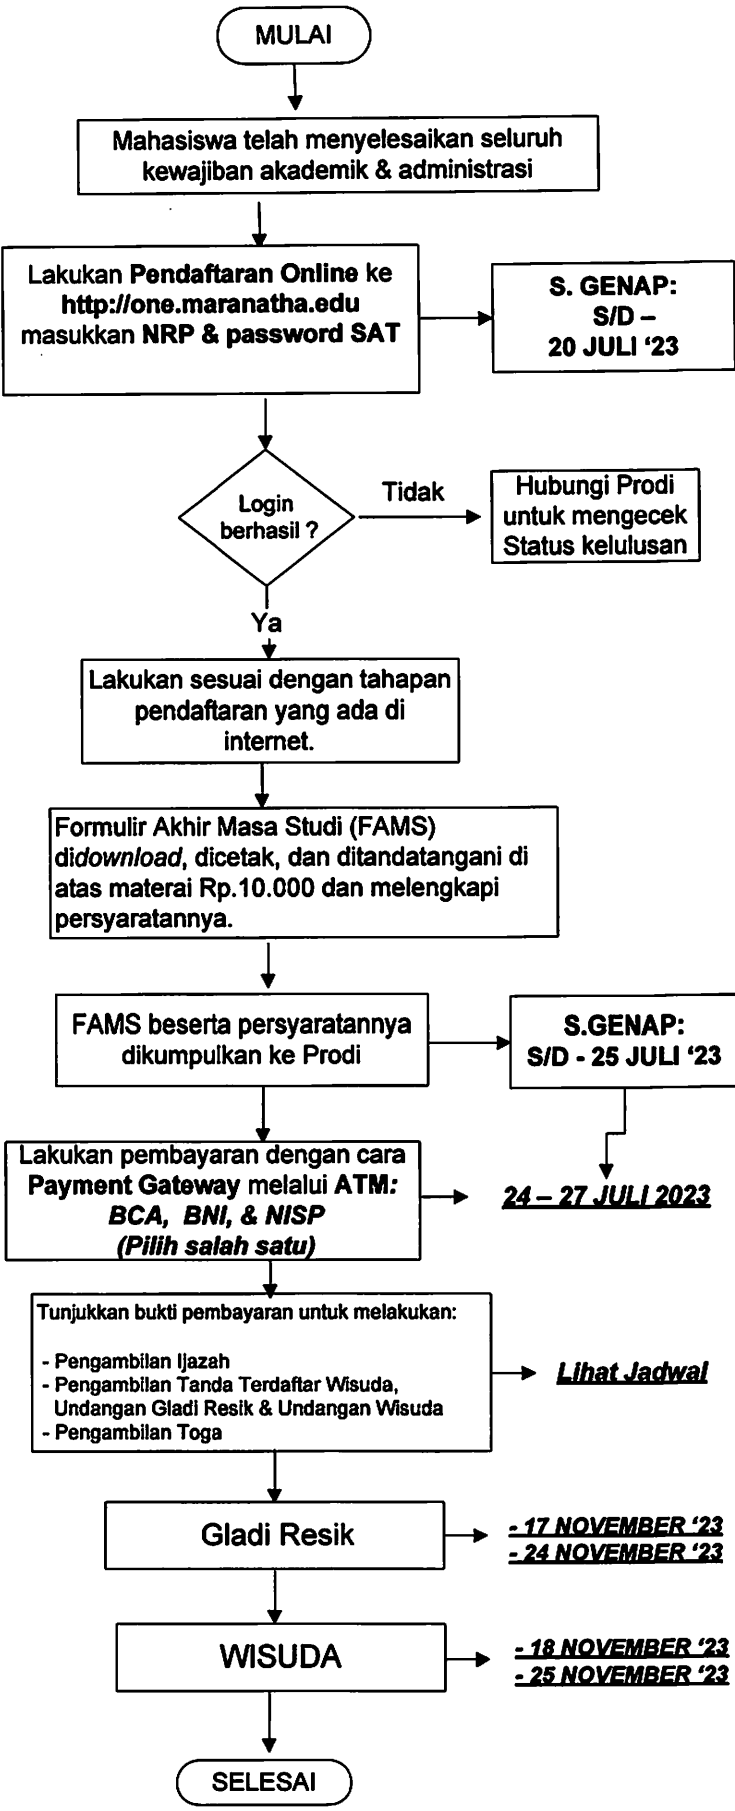 MULAI
Mahasiswa telah menyelesaikan seluruh
kewajiban akademik & administrasi
Lakukan Pendaftaran Online ke
http://one.maranatha.edu
masukkan NRP & password SAT
S. GENAP:
S/D –
20 JULI ‘23
Login
berhasil ?
Tidak
Hubungi Prodi
untuk mengecek
Status kelulusan
Ya
Lakukan sesuai dengan tahapan
pendaftaran yang ada di
internet.
Formulir Akhir Masa Studi (FAMS)
didownload, dicetak, dan ditandatangani di
atas materai Rp.10.000 dan melengkapi
persyaratannya.
FAMS beserta persyaratannya
dikumpulkan ke Prodi
S.GENAP:
S/D - 25 JULI ‘23
Lakukan pembayaran dengan cara
Payment Gateway melalui ATM:
BCA, BNI, & NISP
(Pilih salah satu)
24 – 27 JULI 2023
Tunjukkan bukti pembayaran untuk melakukan:
- Pengambilan Ijazah
- Pengambilan Tanda Terdaftar Wisuda,
Undangan Gladi Resik & Undangan Wisuda
- Pengambilan Toga
Lihat Jadwal
Gladi Resik
- 17 NOVEMBER ‘23
- 24 NOVEMBER ‘23
WISUDA
- 18 NOVEMBER ‘23
- 25 NOVEMBER ‘23
SELESAI